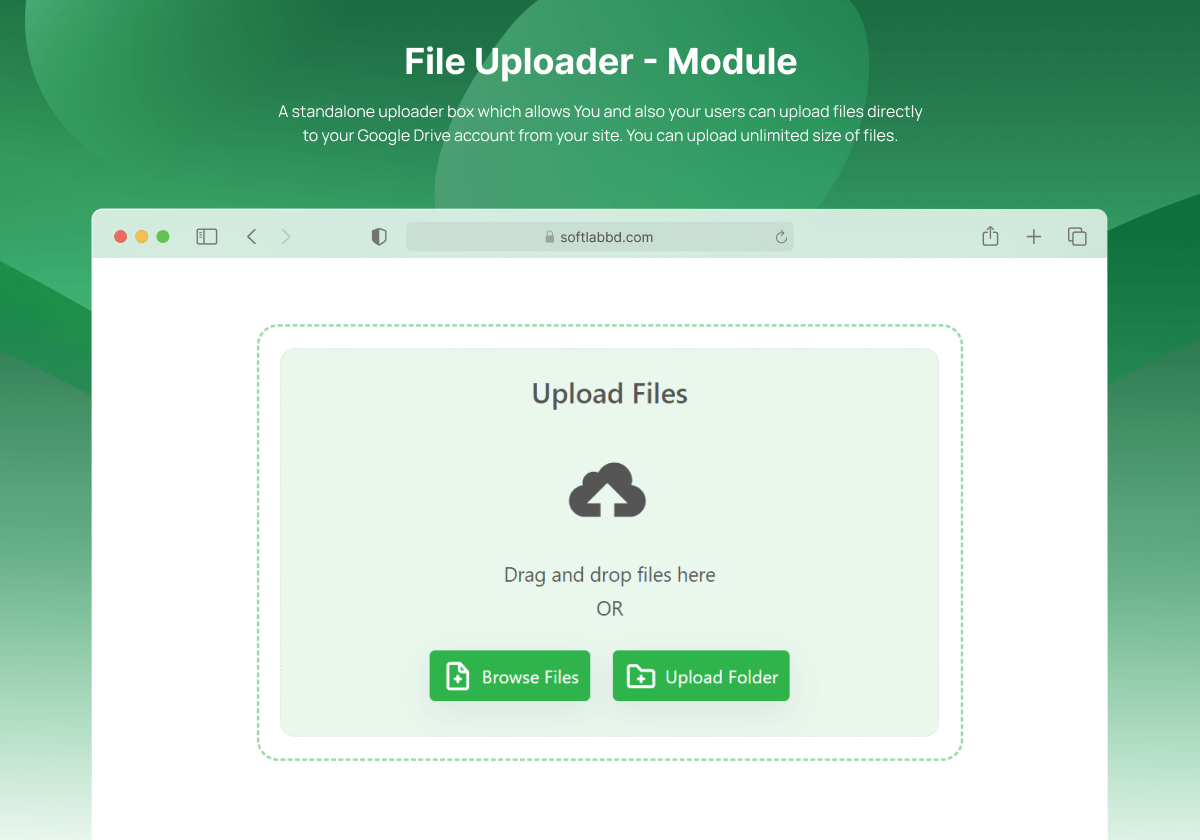 File Uploader - Module
A standalone uploader box which allows You and also your users can upload files directly
to your Google Drive account from your site. You can upload unlimited size of files.
softlabbd.com
Upload Files
Drag and drop files here
OR
Browse Files
Upload Folder